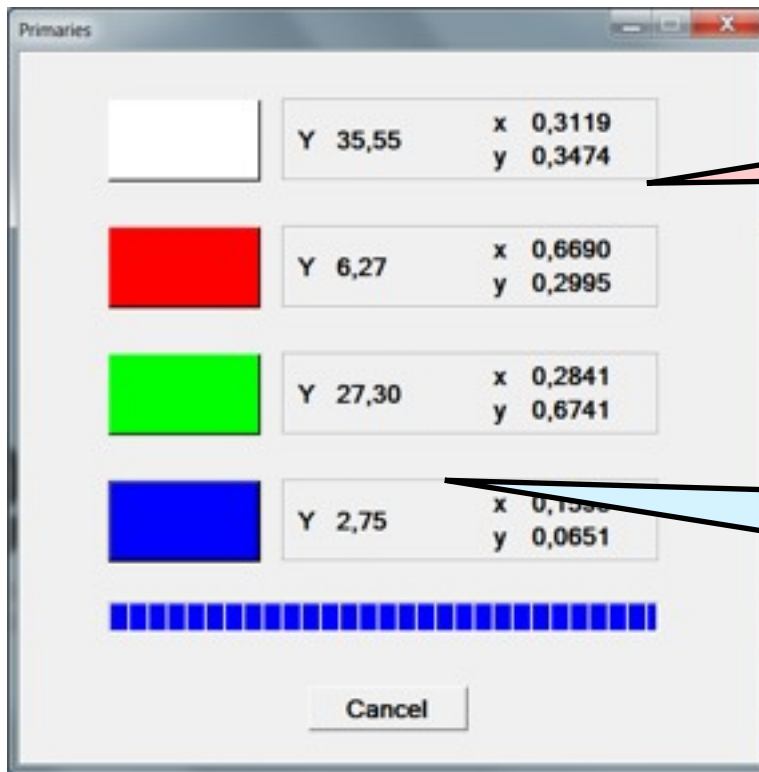 Primaries
Y 35,55 x 0,3119
y 0,3474
Y 6,27 x 0,6690
y 0,2995
Y 27,30 x 0,2841
y 0,6741
Y 2,75 x
y 0,0651
Cancel